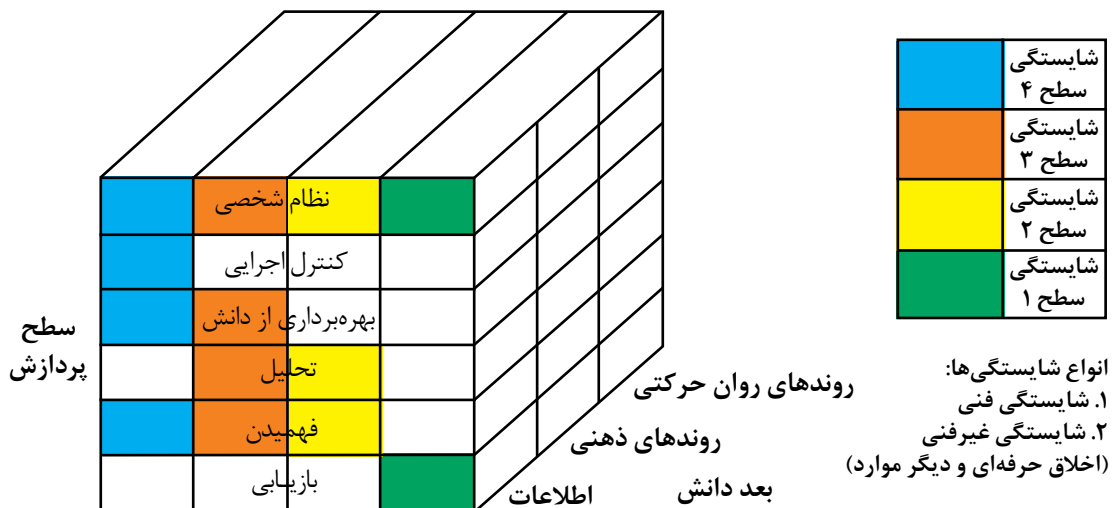 شایستگی
سطح ۴
شایستگی
سطح ۳
شایستگی
سطح ۲
شایستگی
سطح ۱
انواع شایستگی‌ها:
۱. شایستگی فنی
۲. شایستگی غیرفنی
(اخلاق حرفه‌ای و دیگر موارد)
نظام شخصی
کنترل اجرایی
بهره‌برداری از دانش
تحلیل
فهمیدن
بازیابی
سطح
پردازش
روندهای روان حرکتی
روندهای ذهنی
اطلاعات
بعد دانش